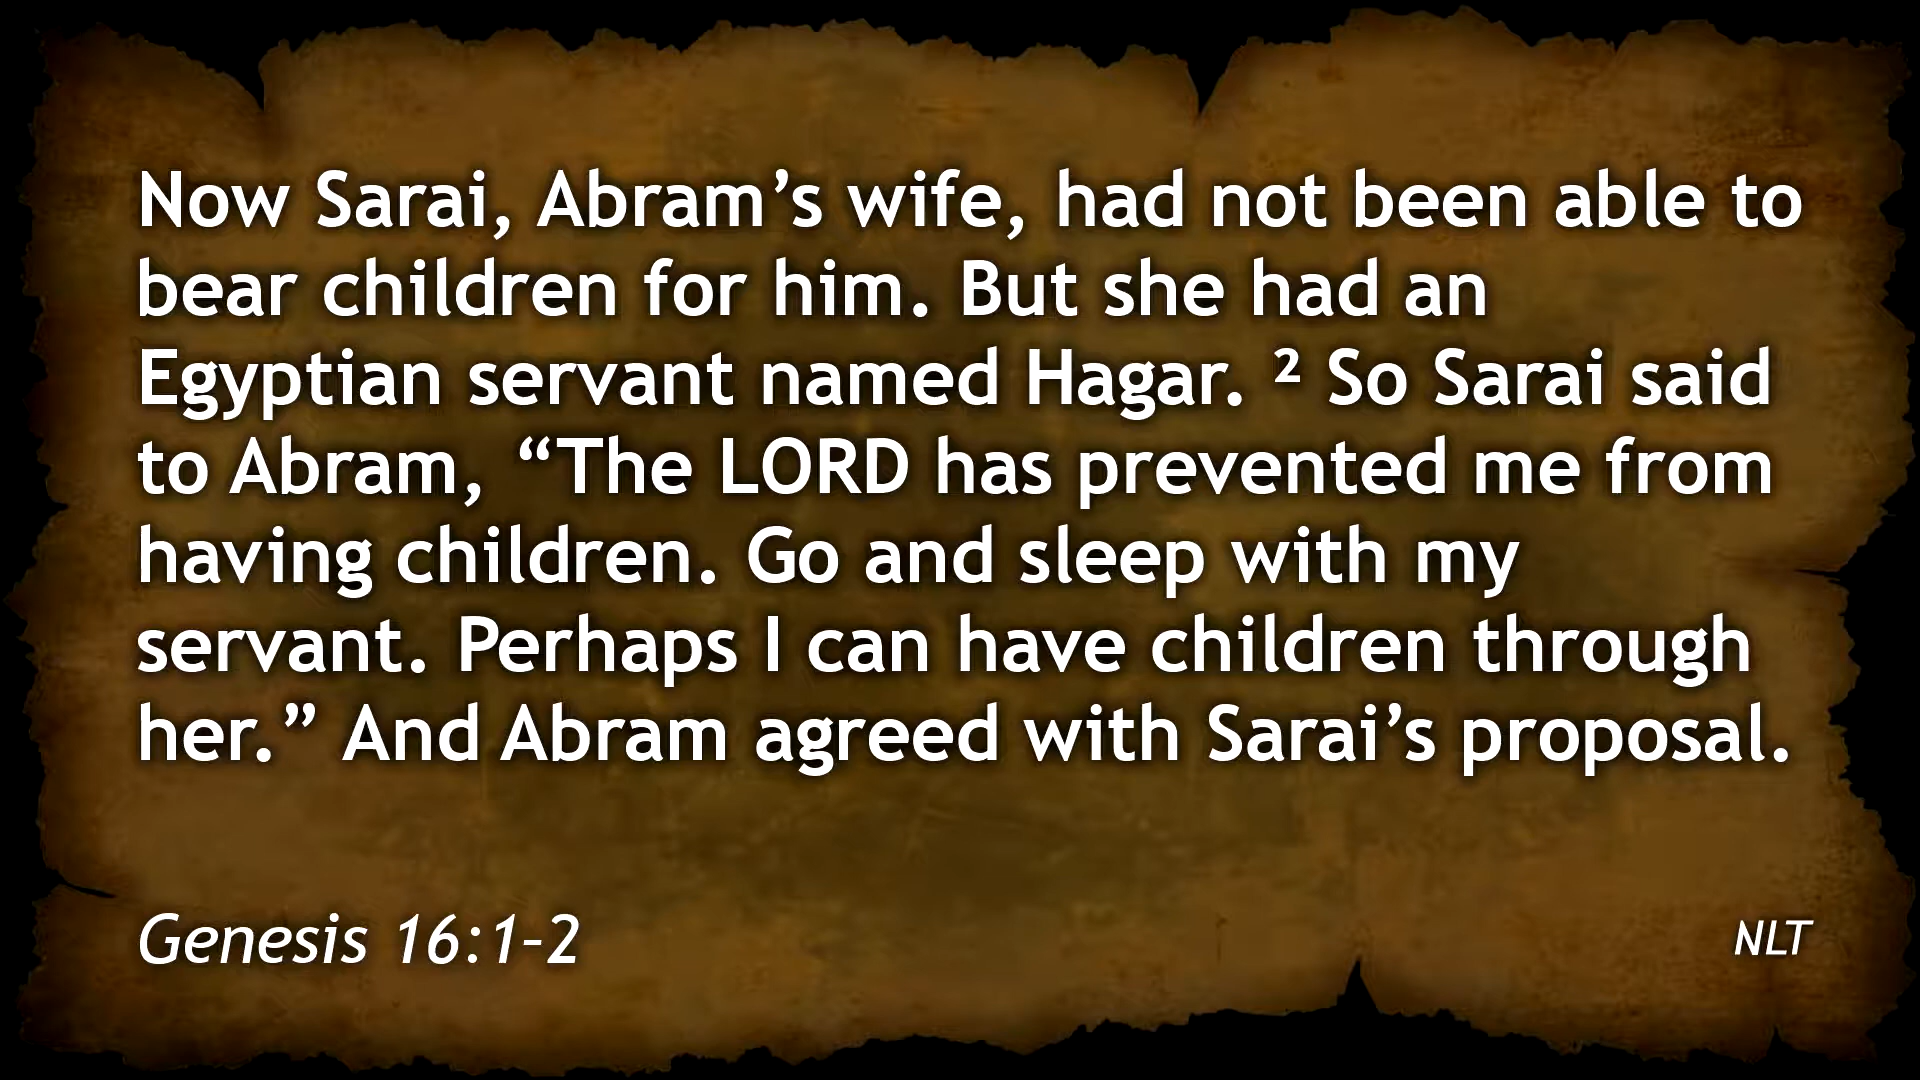 Now Sarai, Abram’s wife, had not been able to
bear children for him. But she had an
Egyptian servant named Hagar. ² So Sarai said
to Abram, “The LORD has prevented me from
having children. Go and sleep with my
servant. Perhaps I can have children through
her.” And Abram agreed with Sarai’s proposal.
Genesis 16:1–2
NLT